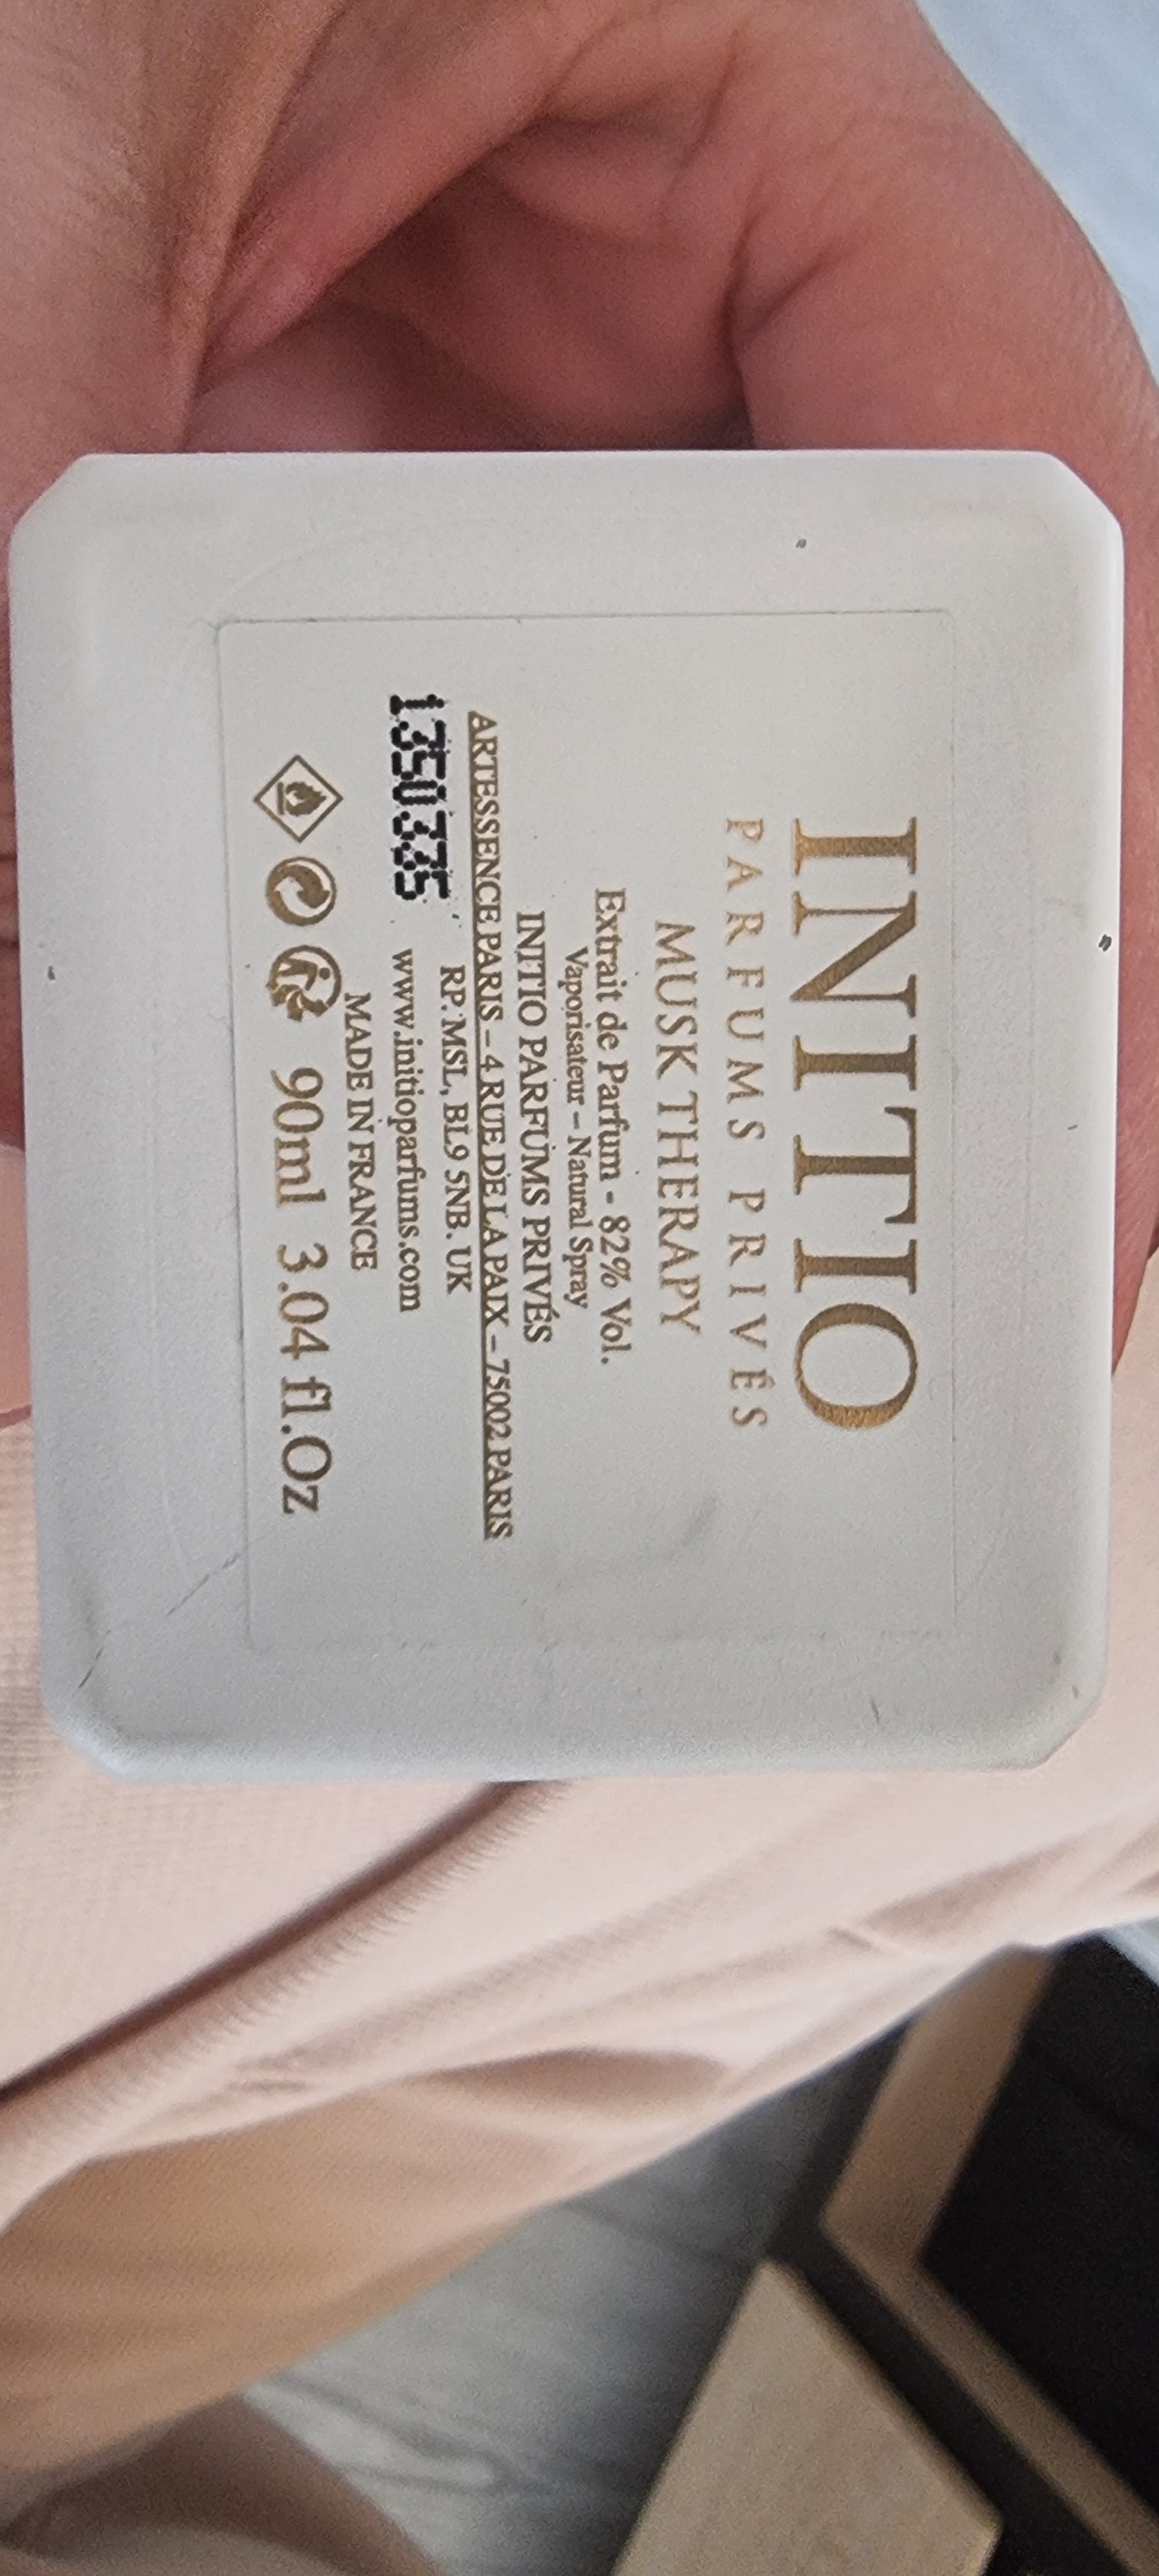 INITIO
PARFUMS PRIVÉS
MUSK THERAPY
Extrait de Parfum - 82% Vol.
Vaporisateur – Natural Spray
INITIO PARFUMS PRIVÉS
ARTESSENCE PARIS – 4 RUE DE LA PAIX – 75002 PARIS
RP. MSL, BL9 5NB. UK
1350335
www.initioparfums.com
MADE IN FRANCE
90ml 3.04 fl.Oz